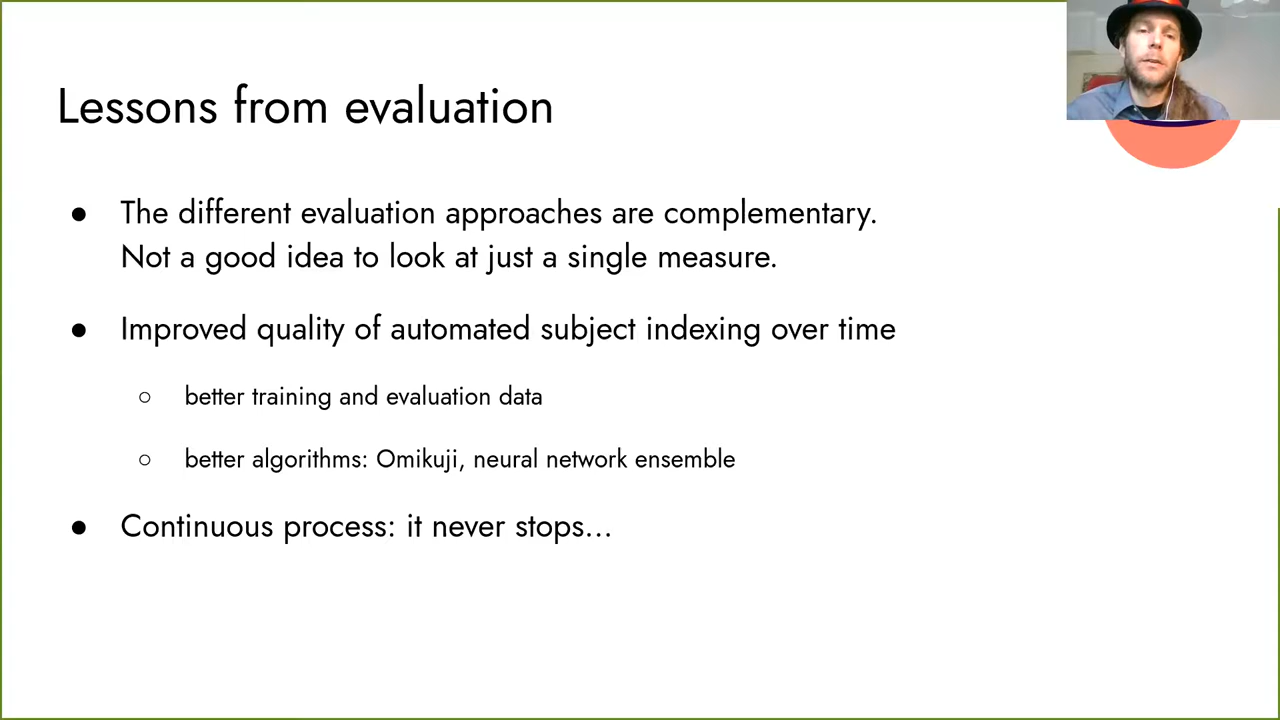 Lessons from evaluation
● The different evaluation approaches are complementary.
Not a good idea to look at just a single measure.
● Improved quality of automated subject indexing over time
○ better training and evaluation data
○ better algorithms: Omikuji, neural network ensemble
● Continuous process: it never stops...